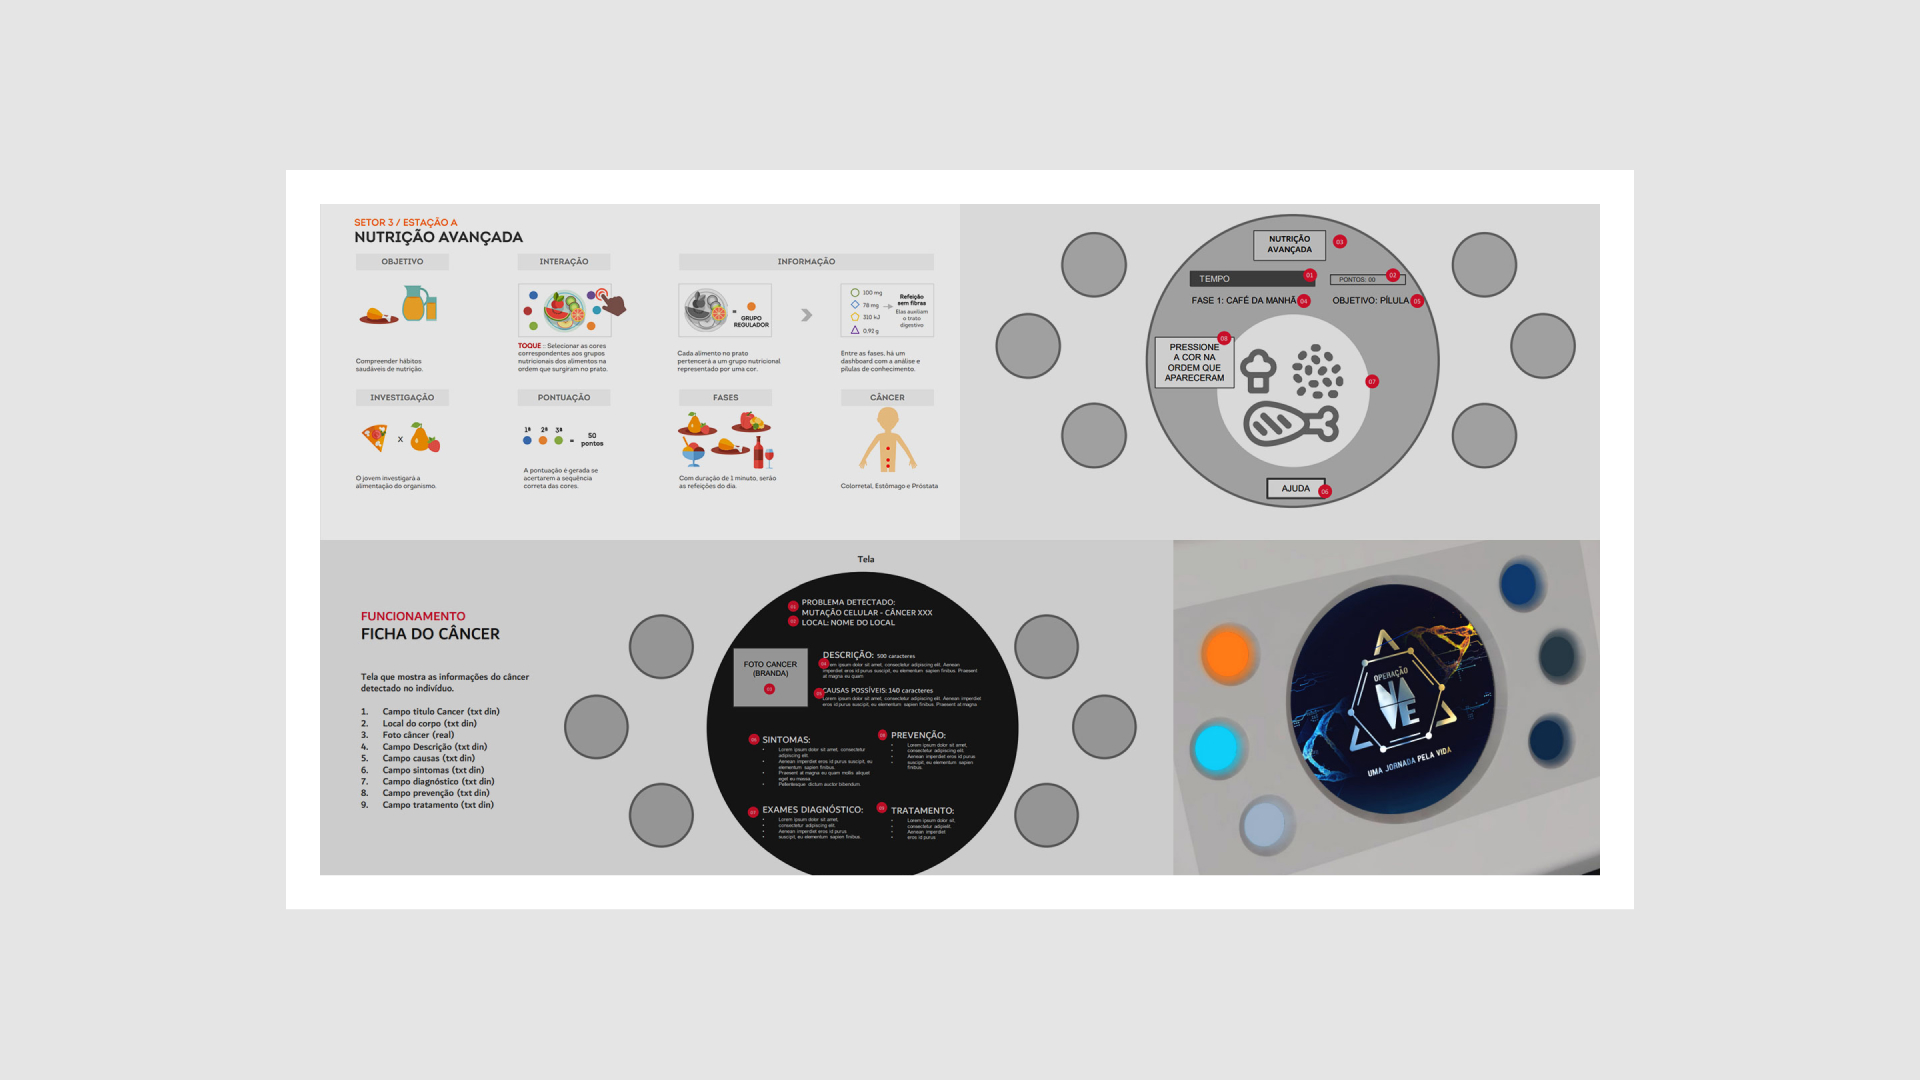 SETOR 3 / ESTAÇÃO A
NUTRIÇÃO AVANÇADA
OBJETIVO
Compreender hábitos
saudáveis de nutrição.
INTERAÇÃO
TOQUE :: Selecionar as cores
correspondentes aos grupos
nutricionais dos alimentos na
ordem que surgiram no prato.
INFORMAÇÃO
=
GRUPO
REGULADOR
Cada alimento no prato
pertencerá a um grupo nutricional
representado por uma cor.
100 mg
78 mg
310 kJ
0,92 g
Refeição
sem fibras
Elas auxiliam
o trato
digestivo
Entre as fases, há um
dashboard com a análise e
pílulas de conhecimento.
INVESTIGAÇÃO
X
O jovem investigará a
alimentação do organismo.
PONTUAÇÃO
1ª 2ª 3ª
= 50
pontos
A pontuação é gerada se
acertarem a sequência
correta das cores.
FASES
Com duração de 1 minuto, serão
as refeições do dia.
CÂNCER
Colorretal, Estômago e Próstata
NUTRIÇÃO
AVANÇADA
03
TEMPO
01
PONTOS: 00
02
FASE 1: CAFÉ DA MANHÃ
04
OBJETIVO: PÍLULA
05
08
PRESSIONE
A COR NA
ORDEM QUE
APARECERAM
07
AJUDA
06
FUNCIONAMENTO
FICHA DO CÂNCER
Tela que mostra as informações do câncer
detectado no indivíduo.
1. Campo titulo Cancer (txt din)
2. Local do corpo (txt din)
3. Foto câncer (real)
4. Campo Descrição (txt din)
5. Campo causas (txt din)
6. Campo sintomas (txt din)
7. Campo diagnóstico (txt din)
8. Campo prevenção (txt din)
9. Campo tratamento (txt din)
Tela
01
PROBLEMA DETECTADO:
MUTAÇÃO CELULAR - CÂNCER XXX
02
LOCAL: NOME DO LOCAL
FOTO CANCER
(BRANDA)
03
04
DESCRIÇÃO: 500 caracteres
ipsum dolor sit amet, consectetur adipiscing elit. Aenean
imperdiet eros id purus suscipit, eu elementum sapien finibus. Praesent
at magna eu quam
05
CAUSAS POSSÍVEIS: 140 caracteres
Lorem ipsum dolor sit amet, consectetur adipiscing elit. Aenean imperdiet
eros id purus suscipit, eu elementum sapien finibus. Praesent at magna
06
SINTOMAS:
• Lorem ipsum dolor sit amet, consectetur
adipiscing elit.
• Aenean imperdiet eros id purus suscipit, eu
elementum sapien finibus.
• Praesent at magna eu quam mollis aliquet
eget eu massa.
• Pellentesque dictum auctor bibendum.
PREVENÇÃO:
• Lorem ipsum dolor sit amet,
• consectetur adipiscing elit.
• Aenean imperdiet eros id purus
• suscipit, eu elementum sapien
finibus.
07
EXAMES DIAGNÓSTICO:
• Lorem ipsum dolor sit amet,
• consectetur adipiscing elit.
• Aenean imperdiet eros id purus
• suscipit, eu elementum sapien finibus.
TRATAMENTO:
• Lorem ipsum dolor sit,
• consectetur adipelit.
• Aenean imperdiet
• eros id purus
OPERAÇÃO
NAVE
UMA JORNADA PELA VIDA